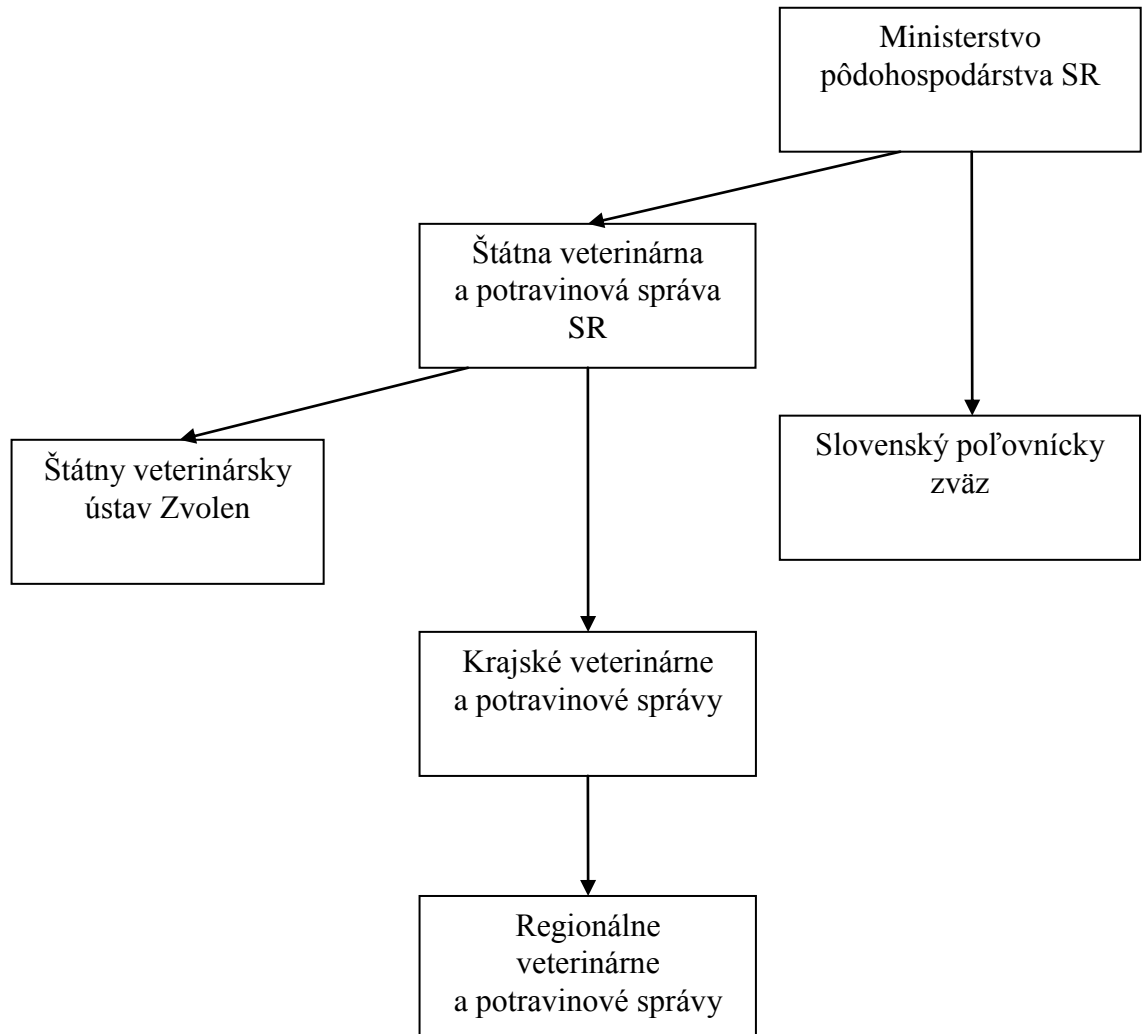 Ministerstvo
pôdohospodárstva SR
Štátna veterinárna
a potravinová správa
SR
Štátny veterinársky
ústav Zvolen
Slovenský poľovnícky
zväz
Krajské veterinárne
a potravinové správy
Regionálne
veterinárne
a potravinové správy